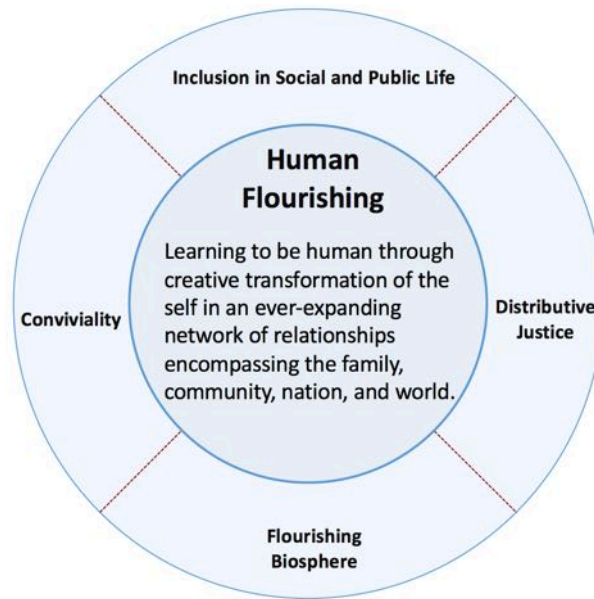 Inclusion in Social and Public Life
Human
Flourishing
Learning to be human through
creative transformation of the
self in an ever-expanding
network of relationships
encompassing the family,
community, nation, and world.
Conviviality
Distributive
Justice
Flourishing
Biosphere